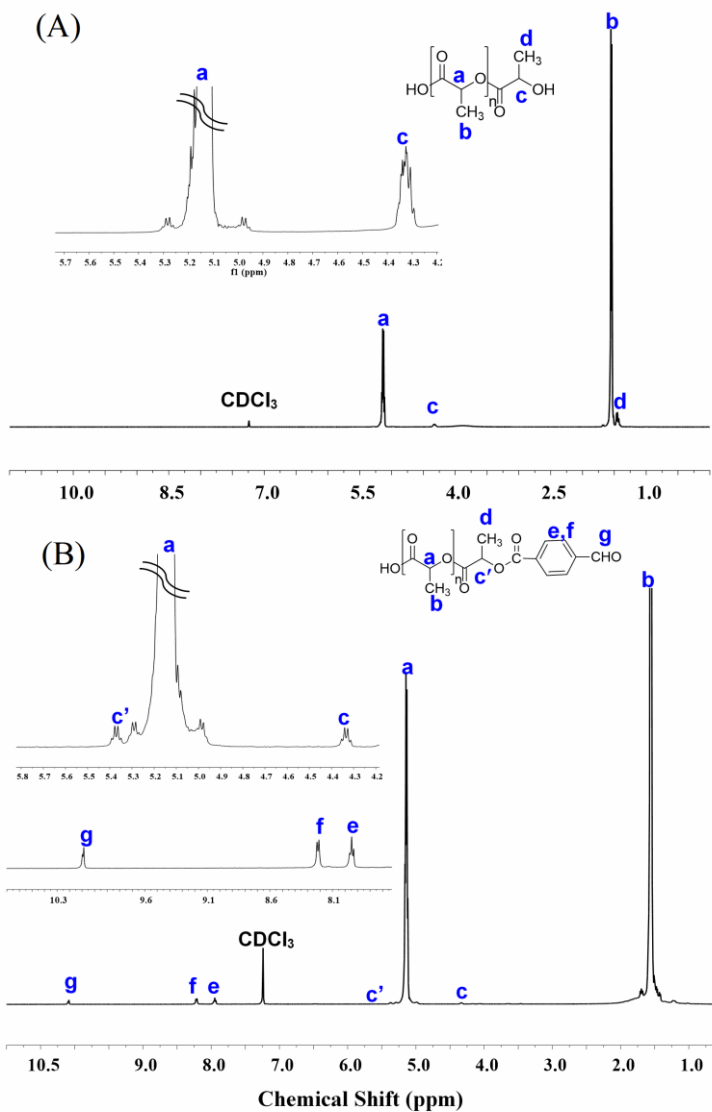 (A)
b
a
c
d
HO
O
a
O
n
CH₃
b
O
CH₃
c
OH
5.7 5.6 5.5 5.4 5.3 5.2 5.1 5.0 4.9 4.8 4.7 4.6 4.5 4.4 4.3 4.2
f1 (ppm)
a
CDCl₃
c
d
10.0 8.5 7.0 5.5 4.0 2.5 1.0
(B)
a
d
e,f
g
b
HO
O
a
O
n
CH₃
b
O
CH₃
c'
O
O
CHO
a
c'
c
5.8 5.7 5.6 5.5 5.4 5.3 5.2 5.1 5.0 4.9 4.8 4.7 4.6 4.5 4.4 4.3 4.2
g
f
e
10.3 9.6 9.1 8.6 8.1
CDCl₃
g
f
e
c'
c
10.5 9.0 8.0 7.0 6.0 5.0 4.0 3.0 2.0 1.0
Chemical Shift (ppm)